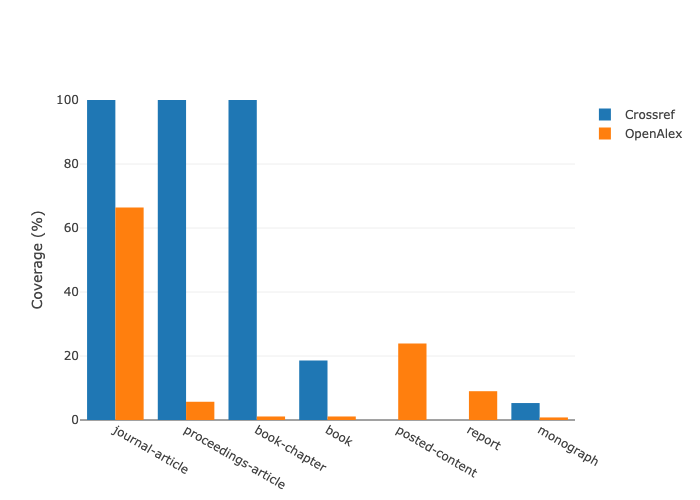 100
80
60
40
20
0
Coverage (%)
journal-article
proceedings-article
book-chapter
book
posted-content
report
monograph
Crossref
OpenAlex